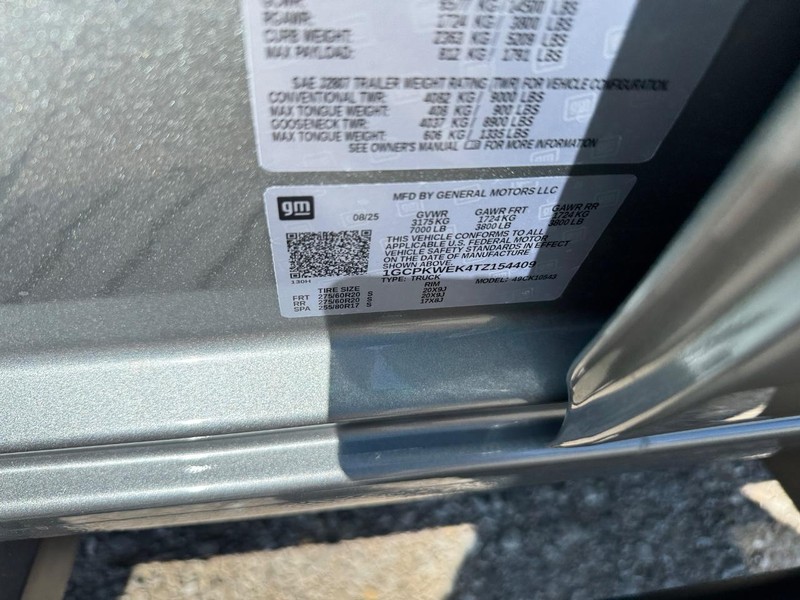 GCWR: 6577 KG / 14500 LBS
RGAWR: 1724 KG / 3800 LBS
CURB WEIGHT: 2362 KG / 5209 LBS
MAX PAYLOAD: 812 KG / 1791 LBS
SAE J2807 TRAILER WEIGHT RATING (TWR) FOR VEHICLE CONFIGURATION.
CONVENTIONAL TWR: 4082 KG / 9000 LBS
MAX TONGUE WEIGHT: 408 KG / 900 LBS
GOOSENECK TWR: 4037 KG / 8900 LBS
MAX TONGUE WEIGHT: 606 KG / 1335 LBS
SEE OWNER'S MANUAL FOR MORE INFORMATION
gm
MFD BY GENERAL MOTORS LLC
08/25 GVWR GAWR FRT GAWR RR
3175 KG 1724 KG 1724 KG
7000 LB 3800 LB 3800 LB
THIS VEHICLE CONFORMS TO ALL
APPLICABLE U.S. FEDERAL MOTOR
VEHICLE SAFETY STANDARDS IN EFFECT
ON THE DATE OF MANUFACTURE
SHOWN ABOVE.
1GCPKWEK4TZ154409
TYPE: TRUCK MODEL:
130H
TIRE SIZE RIM
FRT 275/60R20 S 20X9J
RR 275/60R20 S 20X9J
SPA 255/80R17 S 17X8J